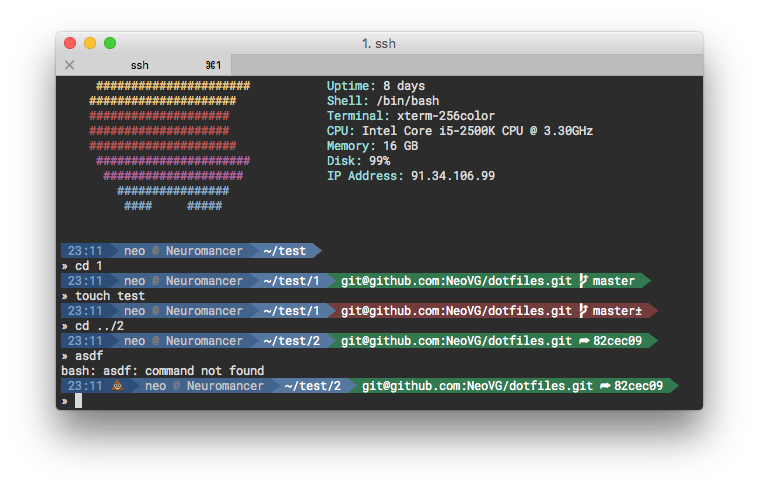 1. ssh
ssh ⌘1
###################### Uptime: 8 days
##################### Shell: /bin/bash
#################### Terminal: xterm-256color
#################### CPU: Intel Core i5-2500K CPU @ 3.30GHz
##################### Memory: 16 GB
###################### Disk: 99%
#################### IP Address: 91.34.106.99
################
#### #####
23:11 neo @ Neuromancer ~/test
» cd 1
23:11 neo @ Neuromancer ~/test/1 git@github.com:NeoVG/dotfiles.git master
» touch test
23:11 neo @ Neuromancer ~/test/1 git@github.com:NeoVG/dotfiles.git master±
» cd ../2
23:11 neo @ Neuromancer ~/test/2 git@github.com:NeoVG/dotfiles.git ➦ 82cec09
» asdf
bash: asdf: command not found
23:11 💩 neo @ Neuromancer ~/test/2 git@github.com:NeoVG/dotfiles.git ➦ 82cec09
»